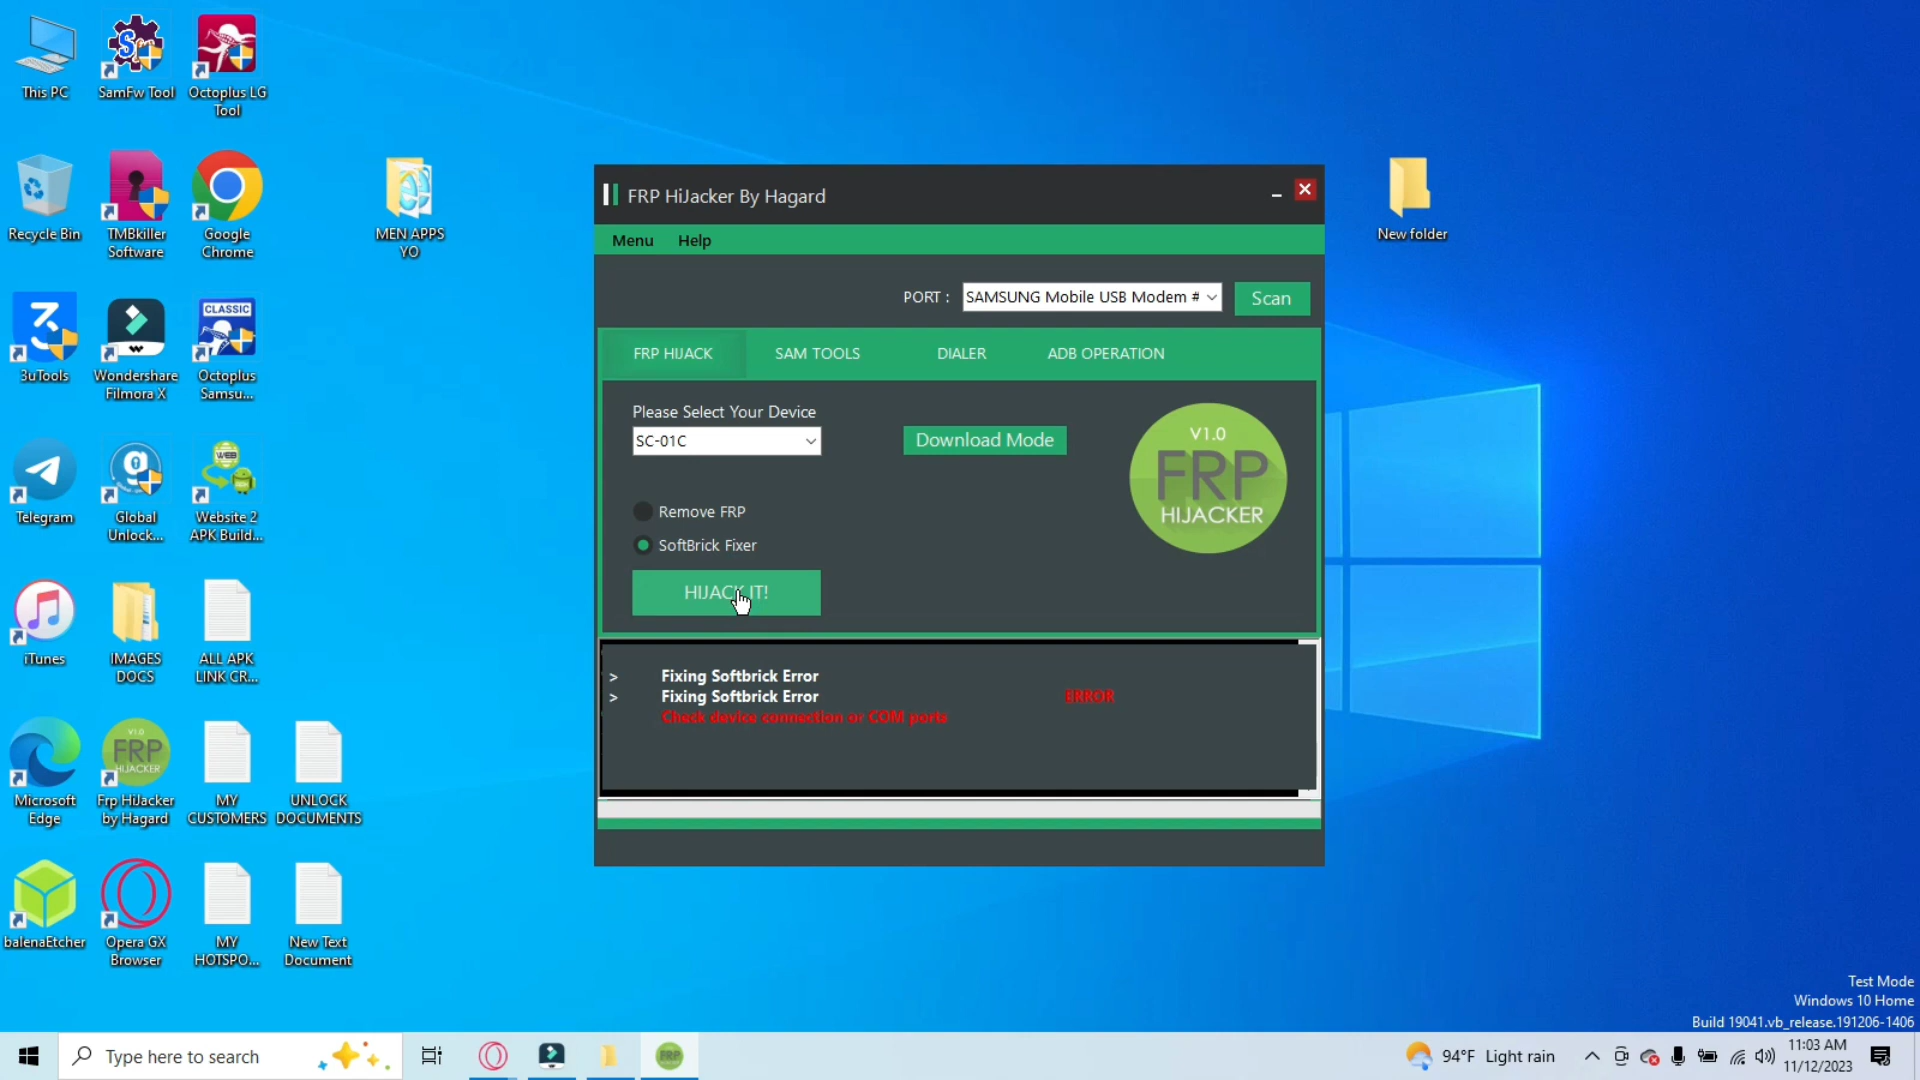 This PC
SamFw Tool
Octoplus LG
Tool
Recycle Bin
TMBkiller
Software
Google
Chrome
MEN APPS
YO
3uTools
Wondershare
Filmora X
CLASSIC
Octoplus
Samsu...
Telegram
Global
Unlock...
WEB
Website 2
APK Build...
iTunes
IMAGES
DOCS
ALL APK
LINK CR...
Microsoft
Edge
V1.0
FRP
HIJACKER
Frp HiJacker
by Hagard
MY
CUSTOMERS
UNLOCK
DOCUMENTS
balenaEtcher
Opera GX
Browser
MY
HOTSPO...
New Text
Document
FRP HiJacker By Hagard
Menu Help
PORT : SAMSUNG Mobile USB Modem # Scan
FRP HIJACK SAM TOOLS DIALER ADB OPERATION
Please Select Your Device
SC-01C
Download Mode
V1.0
FRP
HIJACKER
Remove FRP
SoftBrick Fixer
HIJACK IT!
> Fixing Softbrick Error
> Fixing Softbrick Error ERROR
Check device connection or COM ports
New folder
Test Mode
Windows 10 Home
Build 19041.vb_release.191206-1406
Type here to search
FRP
94°F Light rain
11:03 AM
11/12/2023